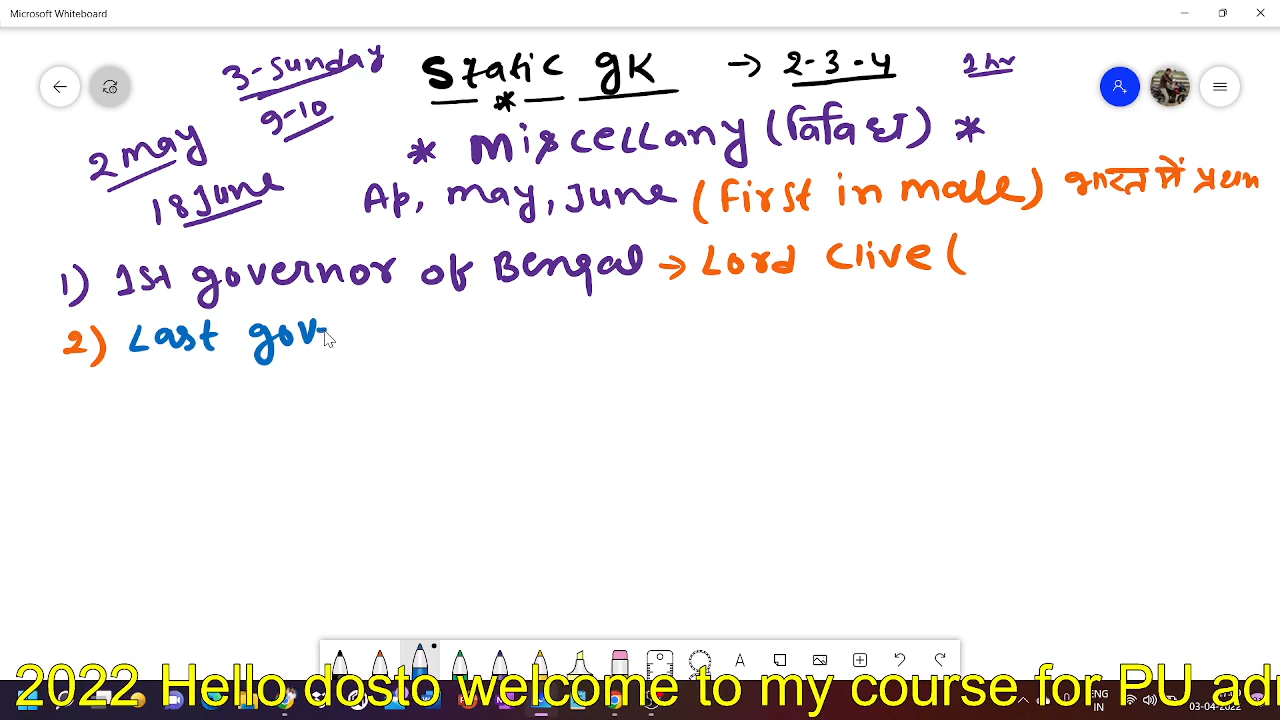 Microsoft Whiteboard
3-Sunday
9-10
2 may
18 June
Static gK → 2-3-4
1 hr
* Miscellany (विविधा) *
Ap, may, June (First in male) भारत में प्रथम
1) 1st governor of Bengal → Lord Clive (
2) Last gov
2022 Hello dosto welcome to my course for PU ad
ENG
IN
03-04-2022